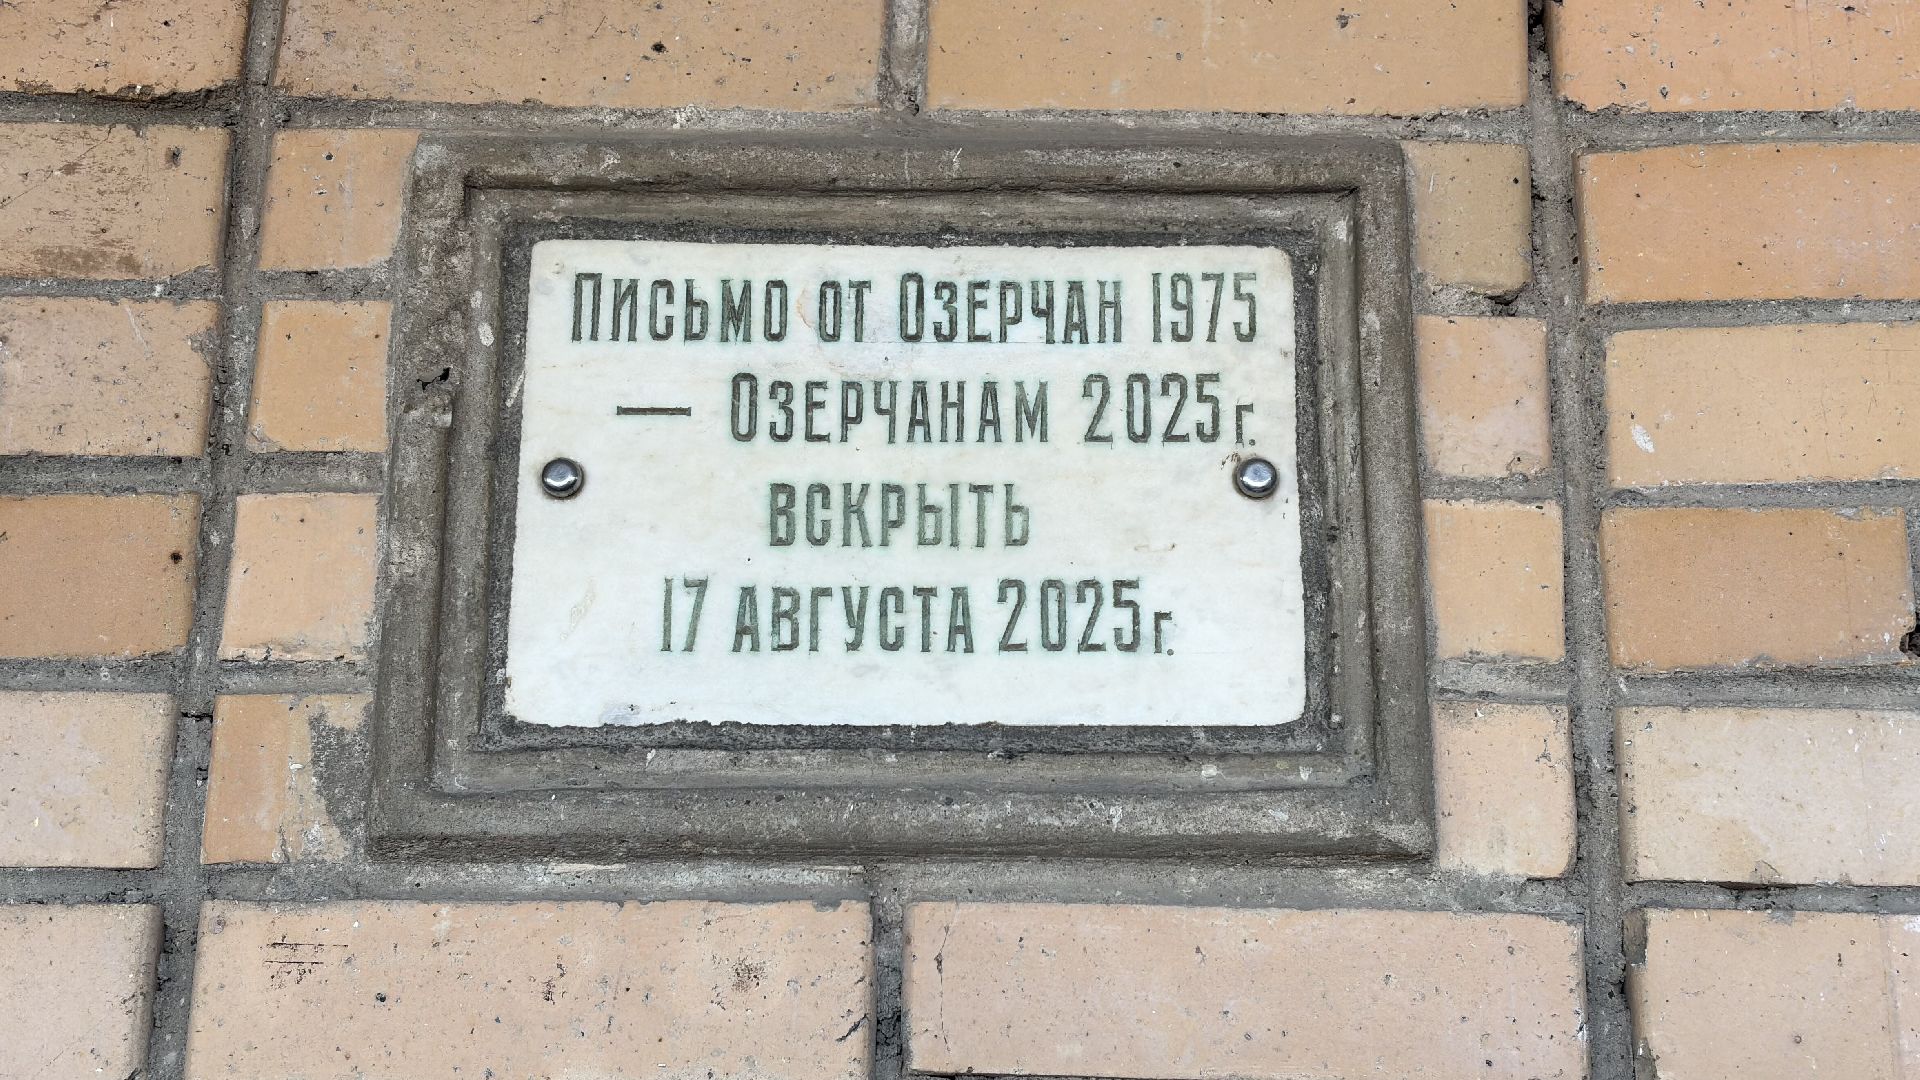 Письмо от Озерчан 1975
— Озерчанам 2025г.
вскрыть
17 августа 2025г.